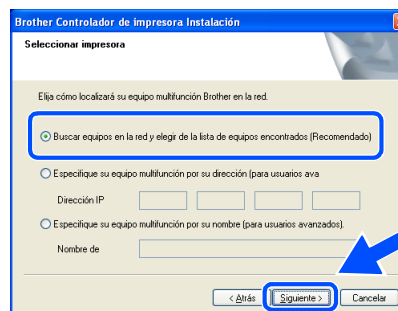 Brother Controlador de impresora Instalación
Seleccionar impresora
Elija cómo localizará su equipo multifunción Brother en la red.
Buscar equipos en la red y elegir de la lista de equipos encontrados (Recomendado)
Especifique su equipo multifunción por su dirección (para usuarios ava
Dirección IP
Especifique su equipo multifunción por su nombre (para usuarios avanzados).
Nombre de
< Atrás
Siguiente >
Cancelar